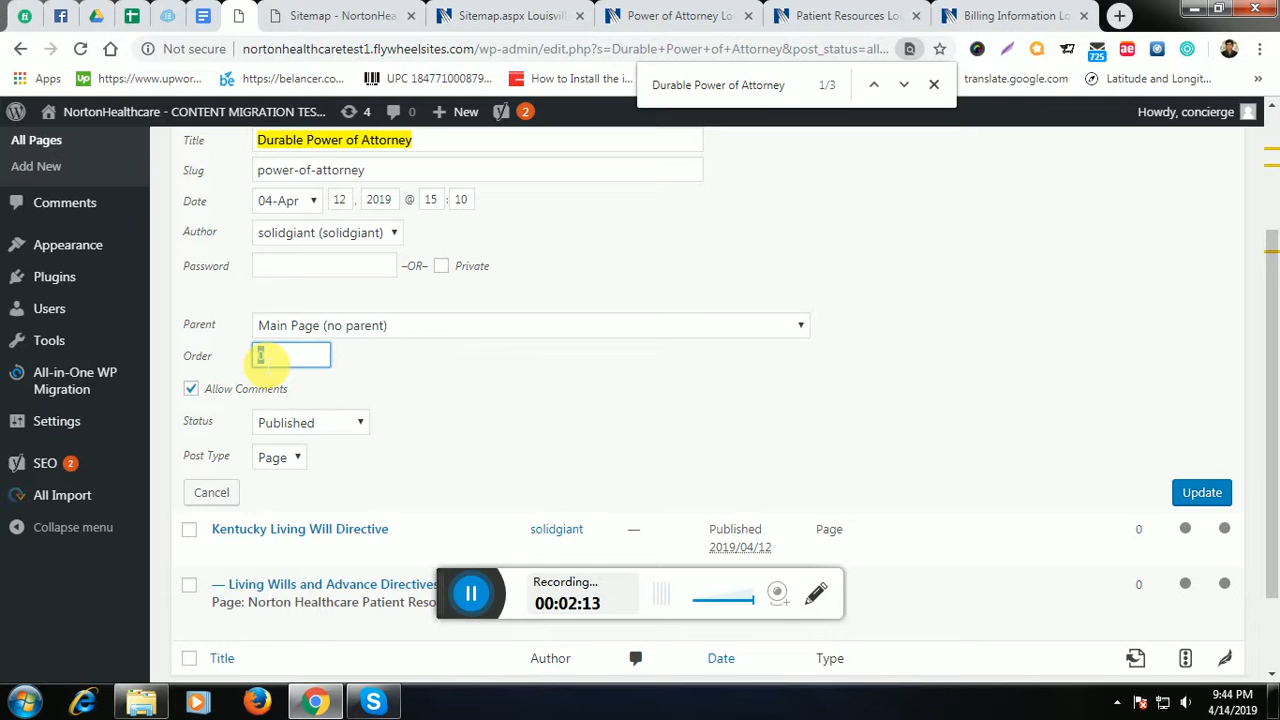 Sitemap - NortonHealthcare
Sitemap.aspx Louisv
Power of Attorney Lo
Patient Resources Lo
Billing Information Lo
Not secure
nortonhealthcaretest1.flywheelsites.com/wp-admin/edit.php?s=Durable+Power+of+Attorney&post_status=all...
725
Apps
https://www.upwor...
https://belancer.com...
UPC 184771000879...
How to Install the i...
translate.google.com
Latitude and Longit...
Durable Power of Attorney 1/3
NortonHealthcare - CONTENT MIGRATION TES...
4
0
New
2
Howdy, concierge
All Pages
Add New
Comments
Appearance
Plugins
Users
Tools
All-in-One WP
Migration
Settings
SEO 2
All Import
Collapse menu
Title Durable Power of Attorney
Slug power-of-attorney
Date 04-Apr 12 , 2019 @ 15 : 10
Author solidgiant (solidgiant)
Password –OR– Private
Parent Main Page (no parent)
Order 0
Allow Comments
Status Published
Post Type Page
Cancel
Update
Kentucky Living Will Directive solidgiant — Published Page 0
2019/04/12
— Living Wills and Advance Directives 0
Page: Norton Healthcare Patient Reso
Recording...
00:02:13
Title Author Date Type
9:44 PM
4/14/2019